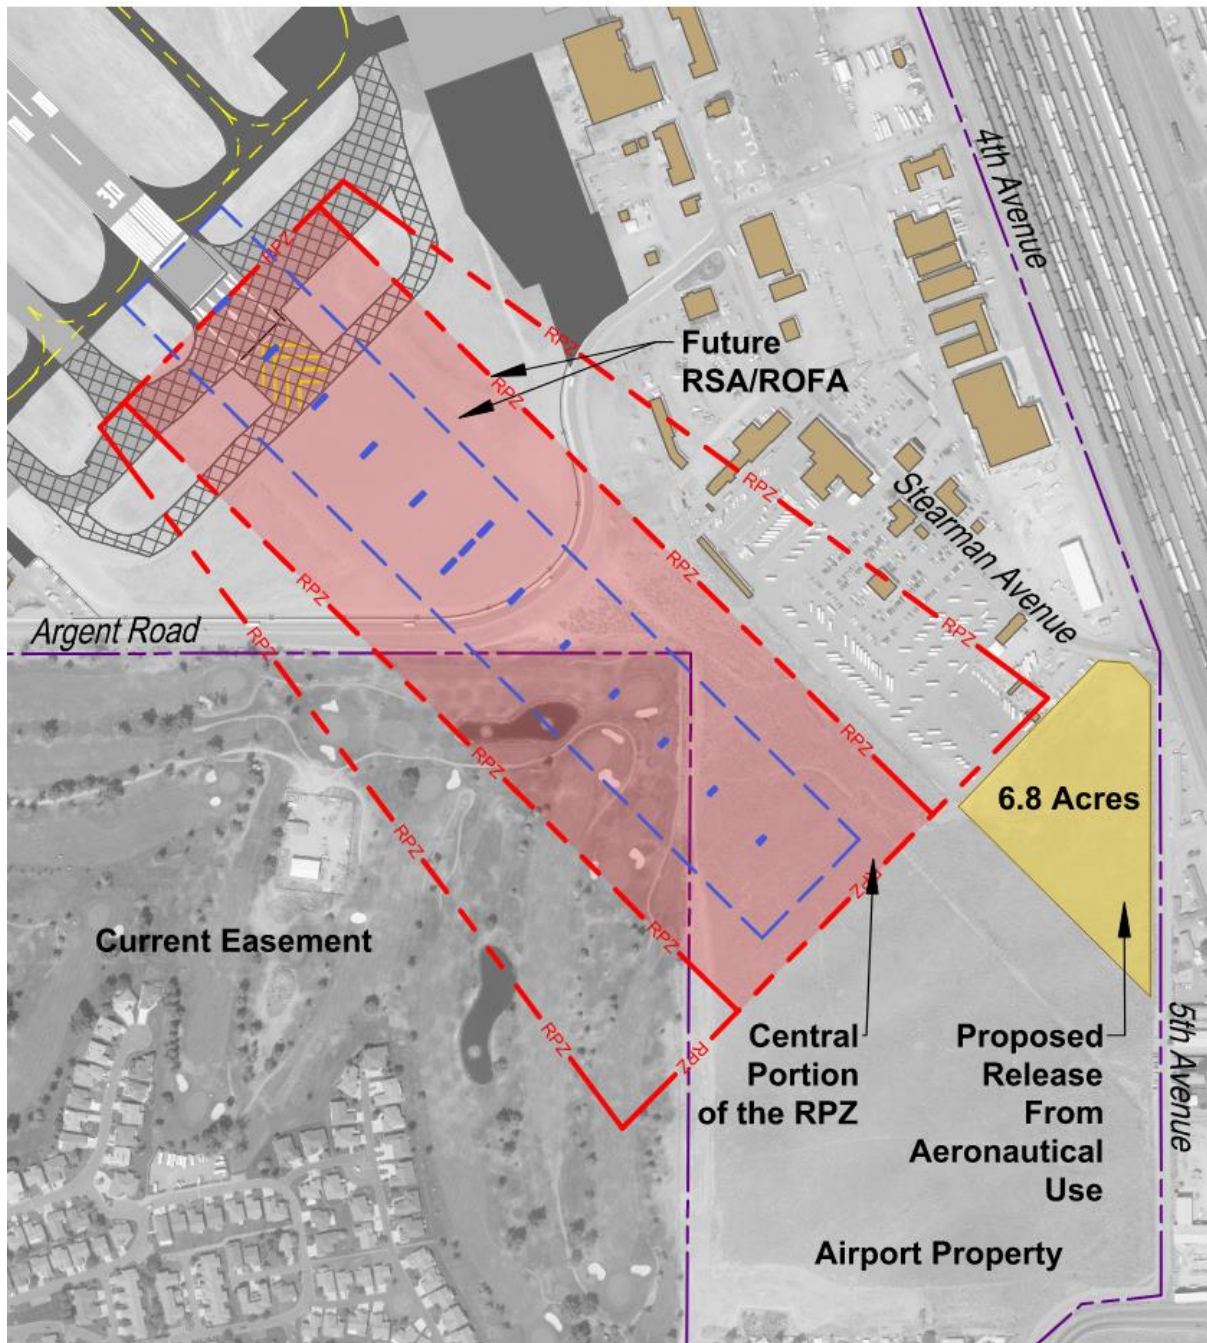 30
4th Avenue
RPZ
RPZ
Future
RSA/ROFA
RPZ
RPZ
Stearman Avenue
RPZ
RPZ
Argent Road
RPZ
RPZ
RPZ
RPZ
RPZ
6.8 Acres
RPZ
RPZ
Current Easement
RPZ
5th Avenue
Central
Portion
of the RPZ
Proposed
Release
From
Aeronautical
Use
RPZ
RPZ
Airport Property